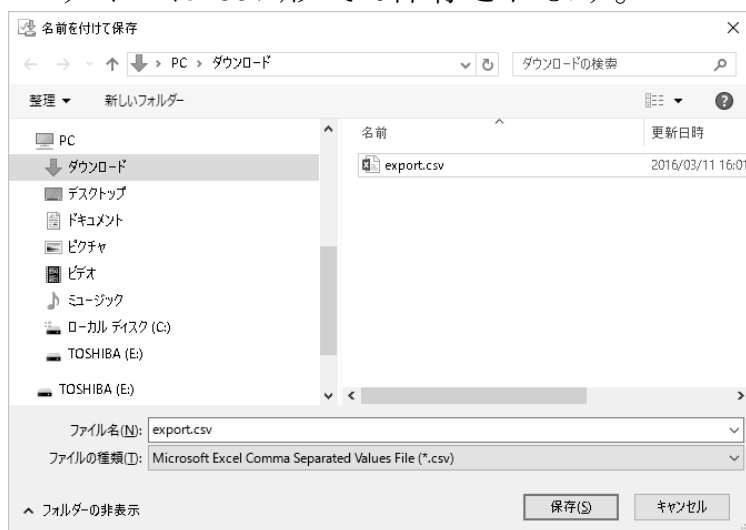 名前を付けて保存
PC › ダウンロード
ダウンロードの検索
整理 新しいフォルダー
PC
ダウンロード
デスクトップ
ドキュメント
ピクチャ
ビデオ
ミュージック
ローカル ディスク (C:)
TOSHIBA (E:)
TOSHIBA (E:)
名前 更新日時
export.csv 2016/03/11 16:01
ファイル名(N): export.csv
ファイルの種類(T): Microsoft Excel Comma Separated Values File (*.csv)
フォルダーの非表示
保存(S) キャンセル